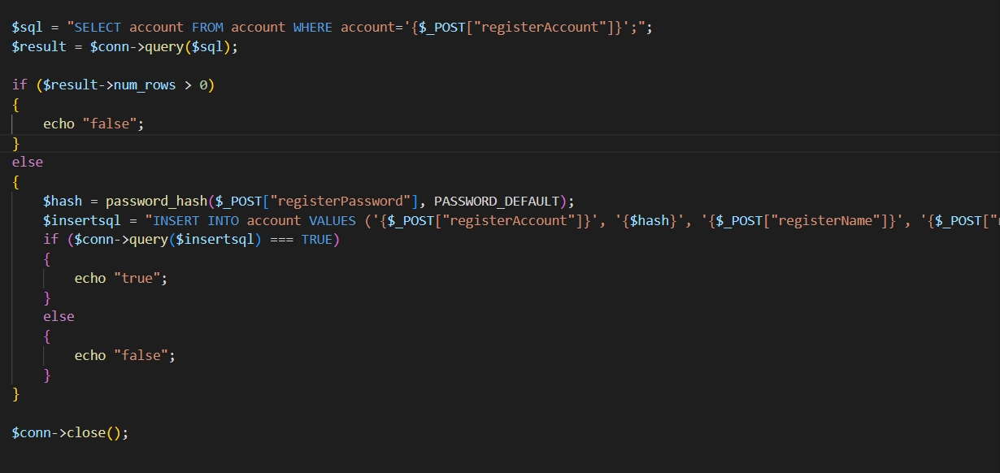 $sql = "SELECT account FROM account WHERE account='{$_POST["registerAccount"]}';";
$result = $conn->query($sql);
if ($result->num_rows > 0)
{
echo "false";
}
else
{
$hash = password_hash($_POST["registerPassword"], PASSWORD_DEFAULT);
$insertsql = "INSERT INTO account VALUES ('{$_POST["registerAccount"]}', '{$hash}', '{$_POST["registerName"]}', '{$_POST["
if ($conn->query($insertsql) === TRUE)
{
echo "true";
}
else
{
echo "false";
}
}
$conn->close();